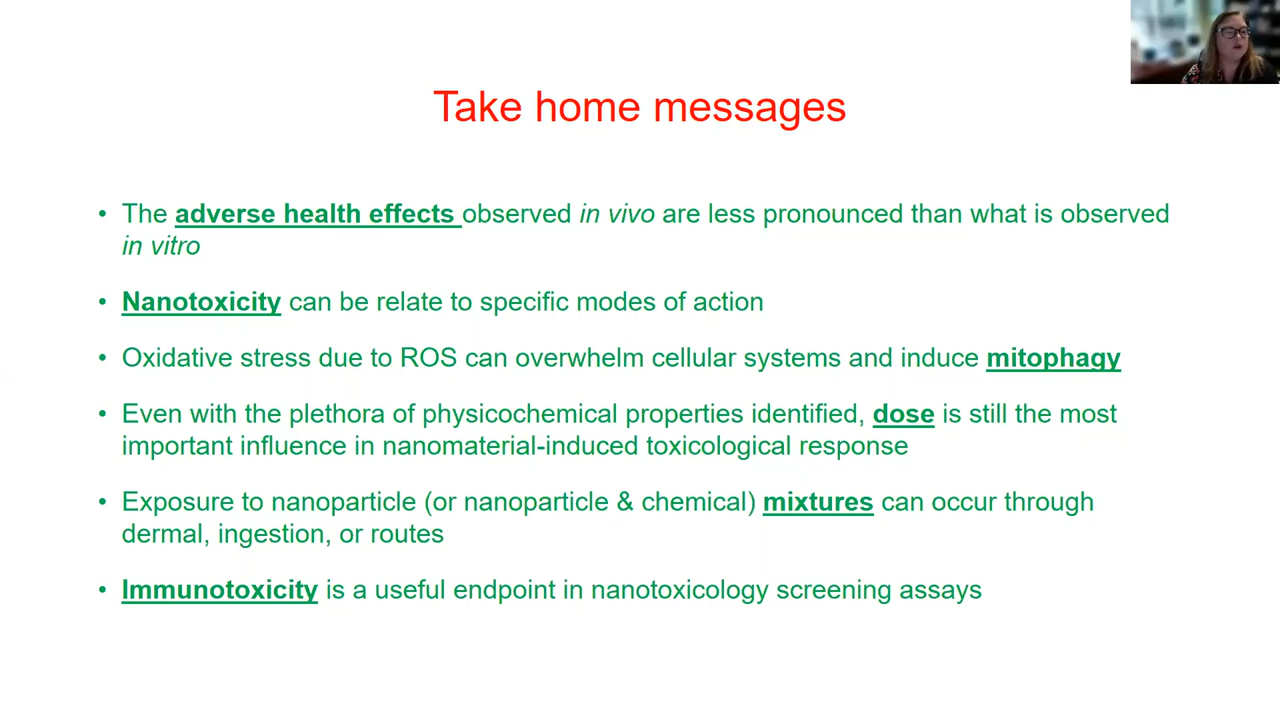 Take home messages
• The adverse health effects observed in vivo are less pronounced than what is observed
in vitro
• Nanotoxicity can be relate to specific modes of action
• Oxidative stress due to ROS can overwhelm cellular systems and induce mitophagy
• Even with the plethora of physicochemical properties identified, dose is still the most
important influence in nanomaterial-induced toxicological response
• Exposure to nanoparticle (or nanoparticle & chemical) mixtures can occur through
dermal, ingestion, or routes
• Immunotoxicity is a useful endpoint in nanotoxicology screening assays